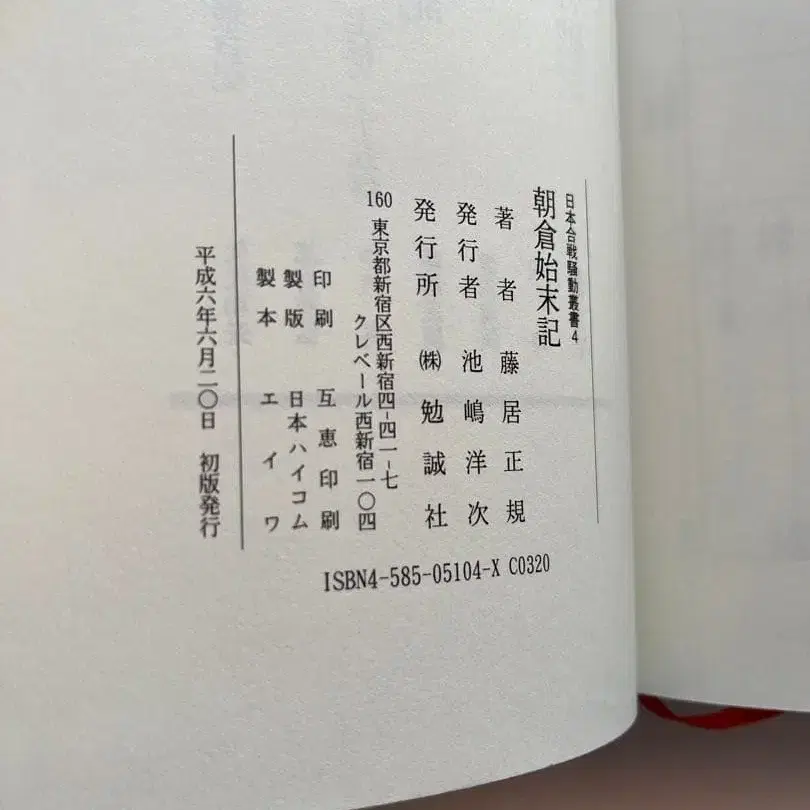 日本合戦騒動叢書4
朝倉始末記
著者 藤居正規
発行者 池嶋洋次
発行所 ㈱勉誠社
160 東京都新宿区西新宿四-四一-七
クレベール西新宿一〇四
印刷 互恵印刷
製版 日本ハイコム
製本 エイワ
平成六年六月二〇日 初版発行
ISBN4-585-05104-X C0320